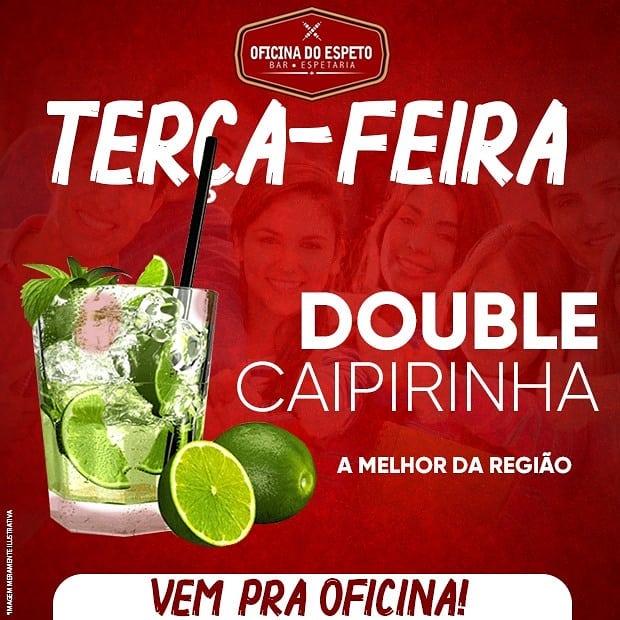 OFICINA DO ESPETO
BAR • ESPETARIA
TERÇA-FEIRA
DOUBLE
CAIPIRINHA
A MELHOR DA REGIÃO
*IMAGEM MERAMENTE ILUSTRATIVA
VEM PRA OFICINA!